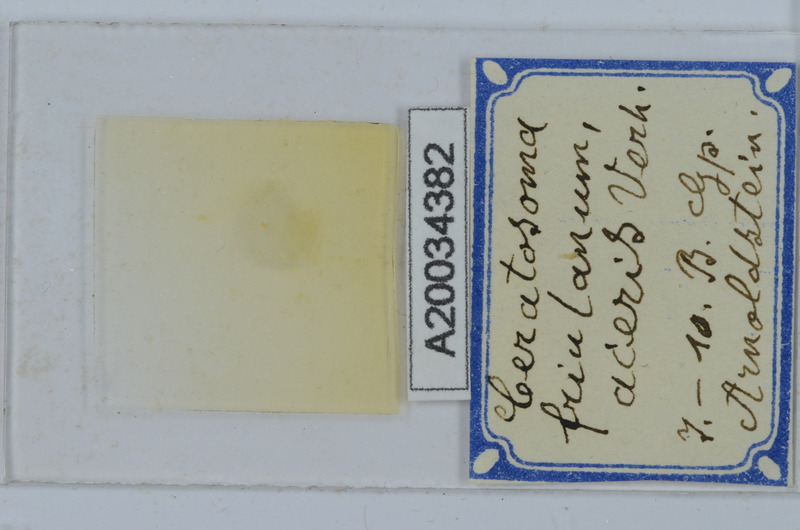 A20034382
Ceratosoma
friulanum,
aceris Verh.
7.-10. B. Gp.
Arnoldstein.